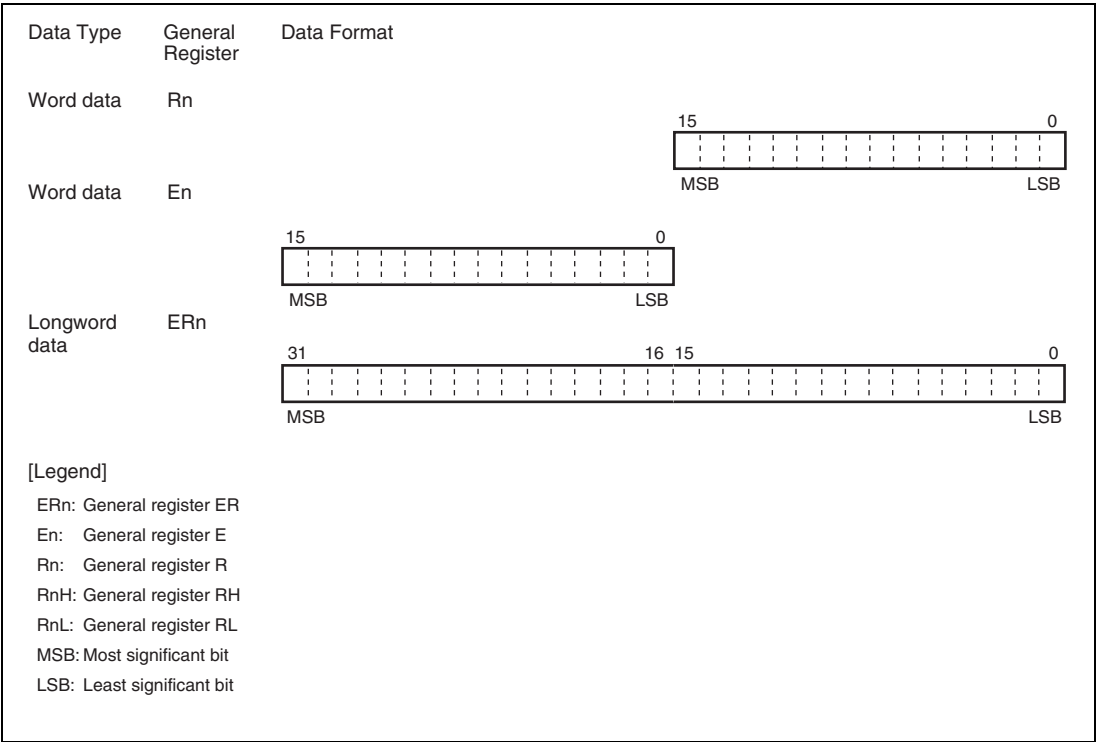 Data Type General Register Data Format
Word data Rn
15 0
MSB LSB
Word data En
15 0
MSB LSB
Longword data ERn
31 16 15 0
MSB LSB
[Legend]
ERn: General register ER
En: General register E
Rn: General register R
RnH: General register RH
RnL: General register RL
MSB: Most significant bit
LSB: Least significant bit